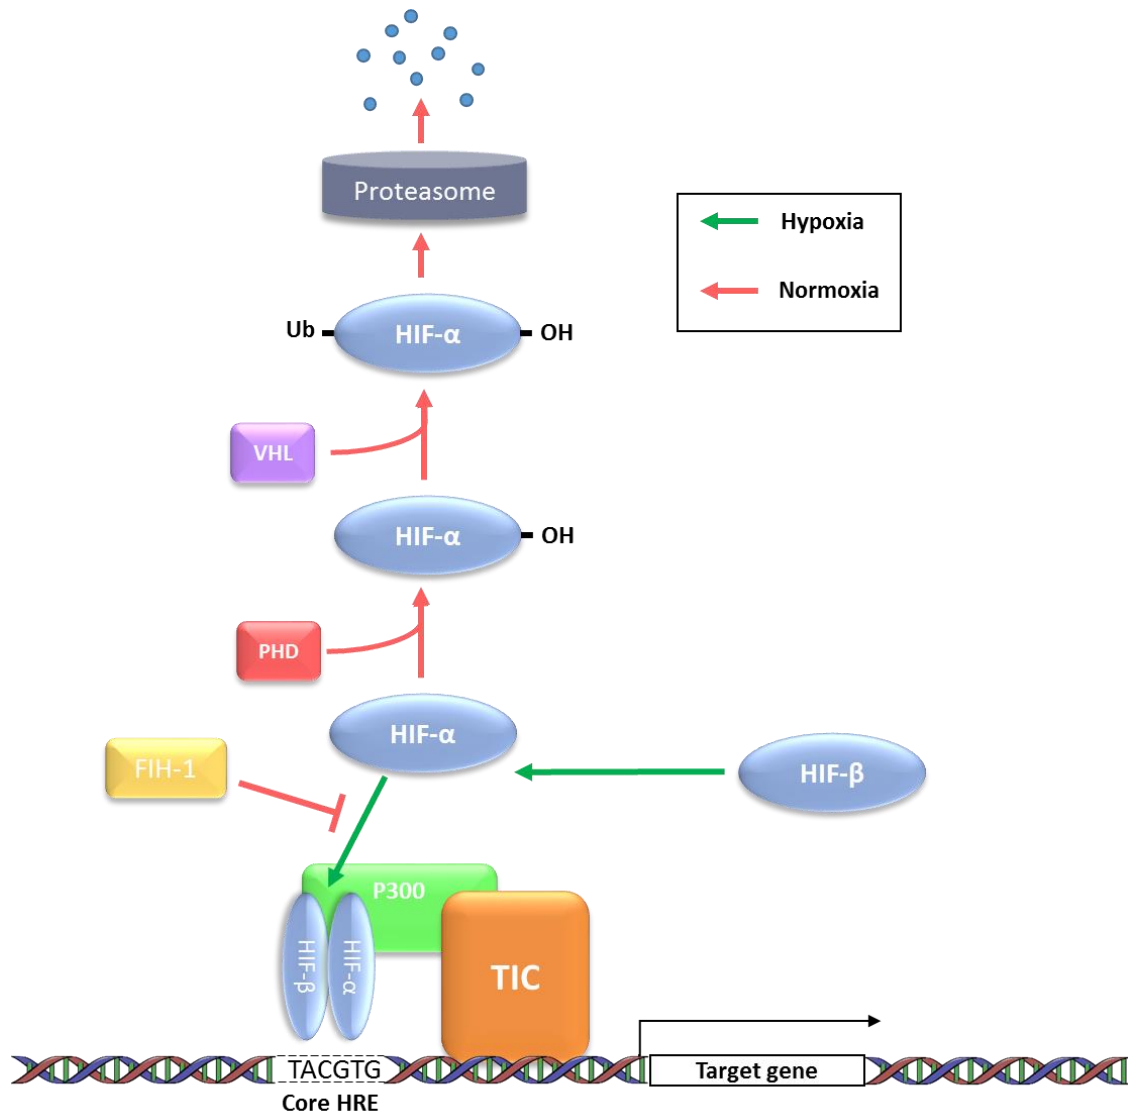 Proteasome
Hypoxia
Normoxia
Ub
HIF-α
OH
VHL
HIF-α
OH
PHD
HIF-α
FIH-1
HIF-β
P300
HIF-β
HIF-α
TIC
TACGTG
Target gene
Core HRE